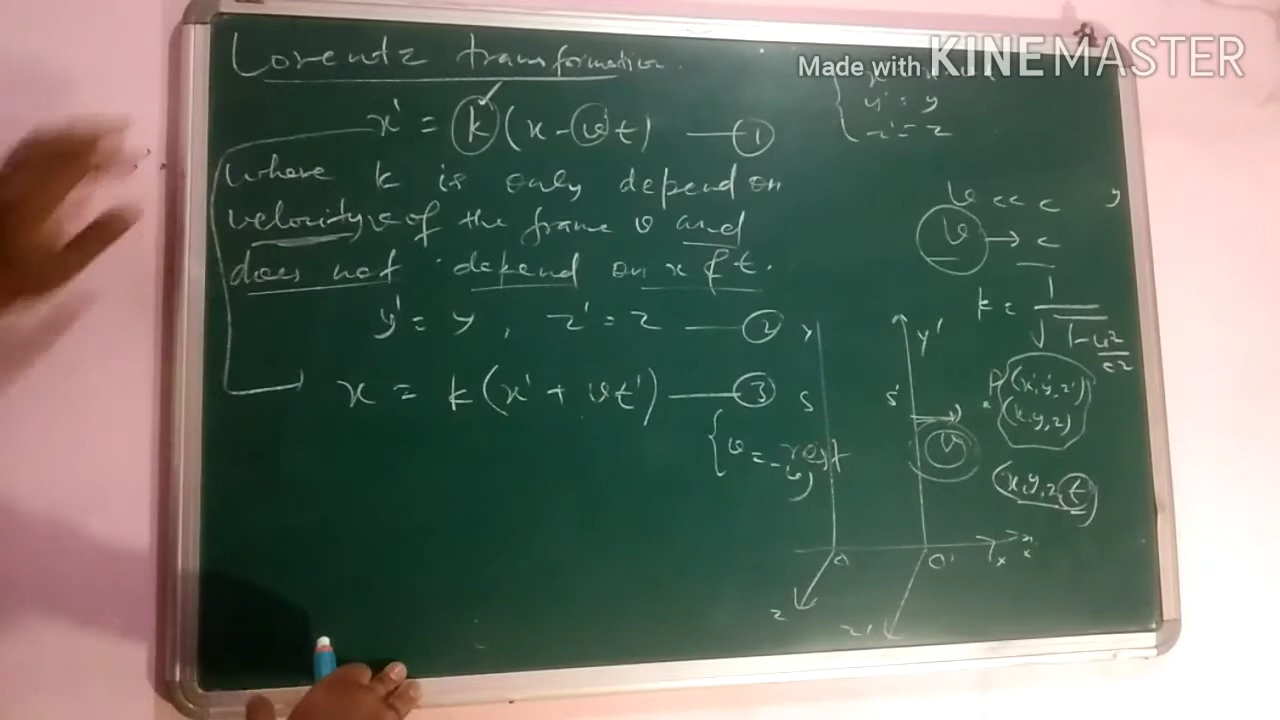 Lorentz transformation.
x' = k (x - vt) — 1
where k is only depend on
velocity v of the frame v and
does not depend on x & t.
y' = y , z' = z — 2
x = k (x' + vt') — 3
Made with KINEMASTER
y' = y
z' = z
v << c
y
v → c
k = 1 / √1 - v²/c²
P (x', y', z')
(x, y, z)
(x, y, z, t)
y
y'
S
S'
v
v =
- v
O
O'
x
x
z
z'